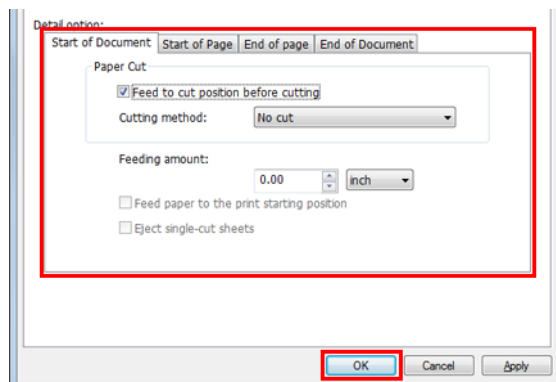 Detail option:
Start of Document Start of Page End of page End of Document
Paper Cut
Feed to cut position before cutting
Cutting method: No cut
Feeding amount:
0.00 inch
Feed paper to the print starting position
Eject single-cut sheets
OK Cancel Apply